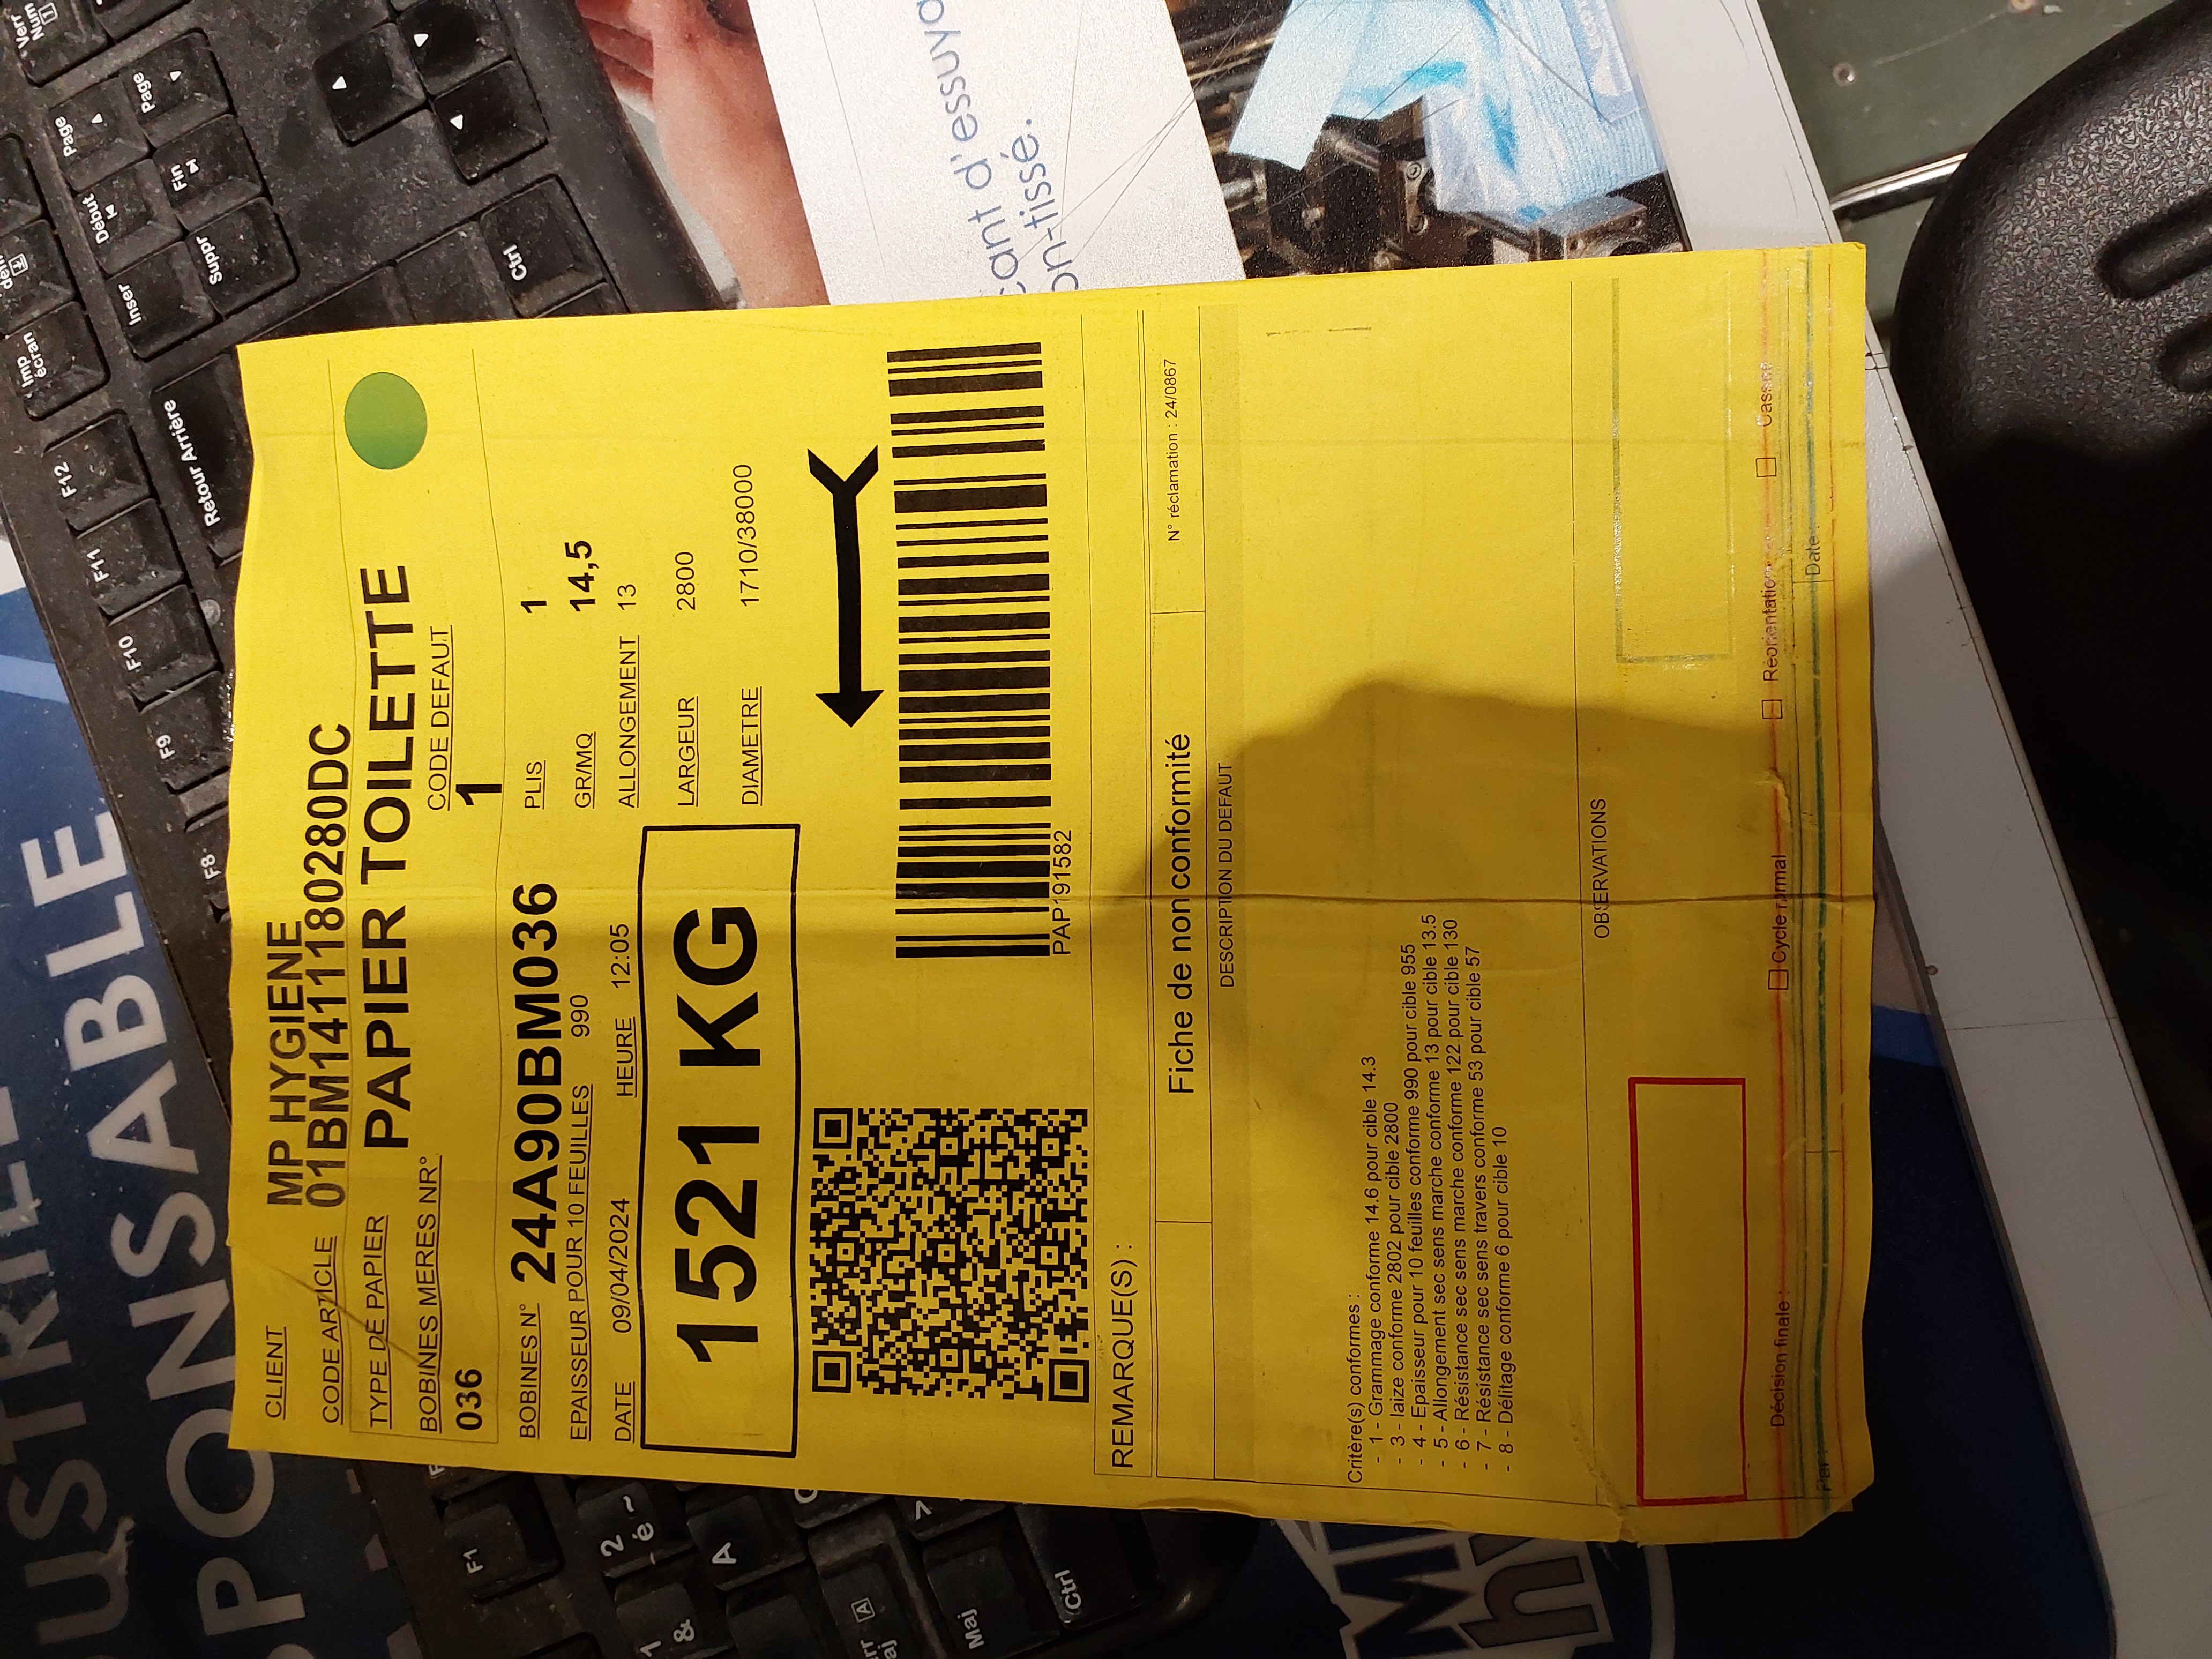 USTRIE
PONSABLE
Imp écran
Verr Num
F12
F11
F10
F9
F8
Inser
Début
Page
Suppr
Fin
Page
Retour Arrière
F1
2
é ~
1
&
A
Maj
Ctrl
Ctrl
CLIENT MP HYGIENE
CODE ARTICLE 01BM1411180280DC
TYPE DE PAPIER PAPIER TOILETTE
BOBINES MERES NR° CODE DEFAUT
036 1
BOBINES N° 24A90BM036 PLIS 1
EPAISSEUR POUR 10 FEUILLES 990 GR/MQ 14,5
DATE 09/04/2024 HEURE 12:05 ALLONGEMENT 13
1521 KG LARGEUR 2800
DIAMETRE 1710/38000
PAP191582
REMARQUE(S) :
Fiche de non conformité N° réclamation : 24/0867
DESCRIPTION DU DEFAUT
Critère(s) conformes :
- 1 - Grammage conforme 14.6 pour cible 14.3
- 3 - laize conforme 2802 pour cible 2800
- 4 - Epaisseur pour 10 feuilles conforme 990 pour cible 955
- 5 - Allongement sec sens marche conforme 13 pour cible 13.5
- 6 - Résistance sec sens marche conforme 122 pour cible 130
- 7 - Résistance sec sens travers conforme 53 pour cible 57
- 8 - Délitage conforme 6 pour cible 10
OBSERVATIONS
Décision finale : Cycle normal Réorientation Casses
Par : Date :
cant d'essuya
on-tissé.